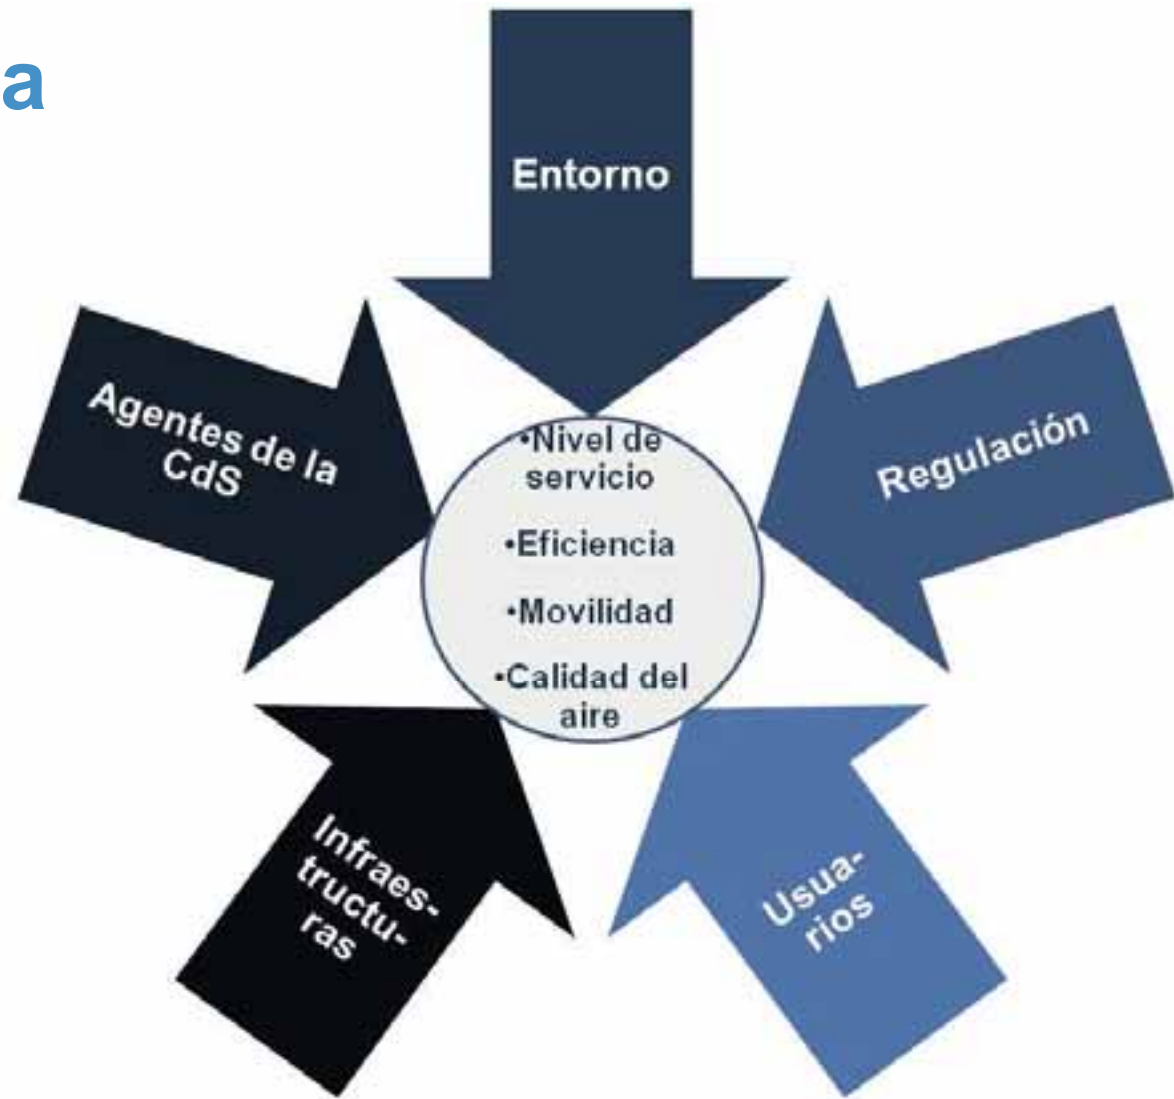 a
Entorno
Agentes de la
CdS
Regulación
•Nivel de
servicio
•Eficiencia
•Movilidad
•Calidad del
aire
Infraes-
tructu-
ras
Usua-
rios